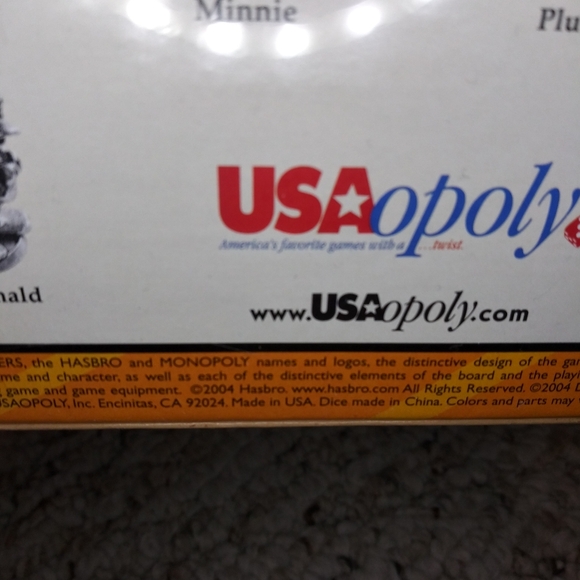 Minnie
Plu
nald
USAopoly
America's favorite games with a ...twist.
www.USAopoly.com
ERS, the HASBRO and MONOPOLY names and logos, the distinctive design of the gam
me and character, as well as each of the distinctive elements of the board and the playi
g game and game equipment. ©2004 Hasbro. www.hasbro.com All Rights Reserved. ©2004 D
USAOPOLY, Inc. Encinitas, CA 92024. Made in USA. Dice made in China. Colors and parts may